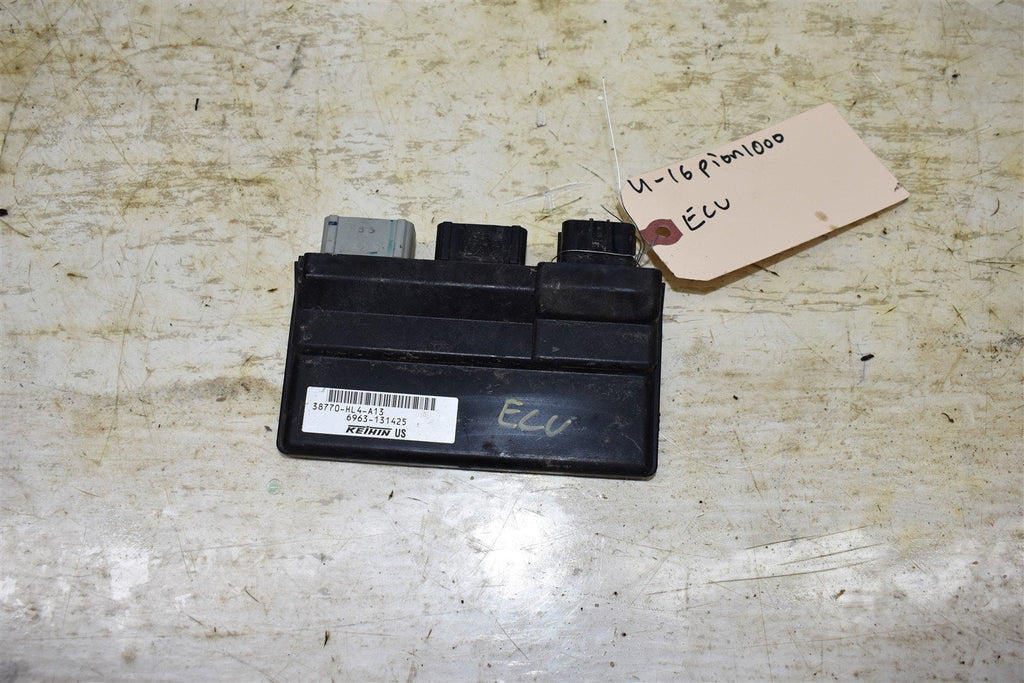 U-16 pion1000
ECU
38770-HL4-A13
6963-131425
KEIHIN US
ECU